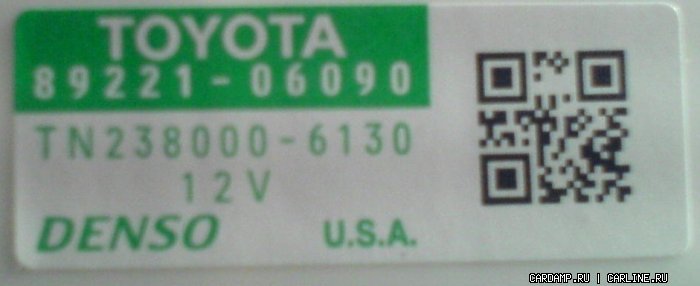 TOYOTA
89221-06090
TN238000-6130
12V
DENSO U.S.A.
CARDAMP.RU | CARLINE.RU